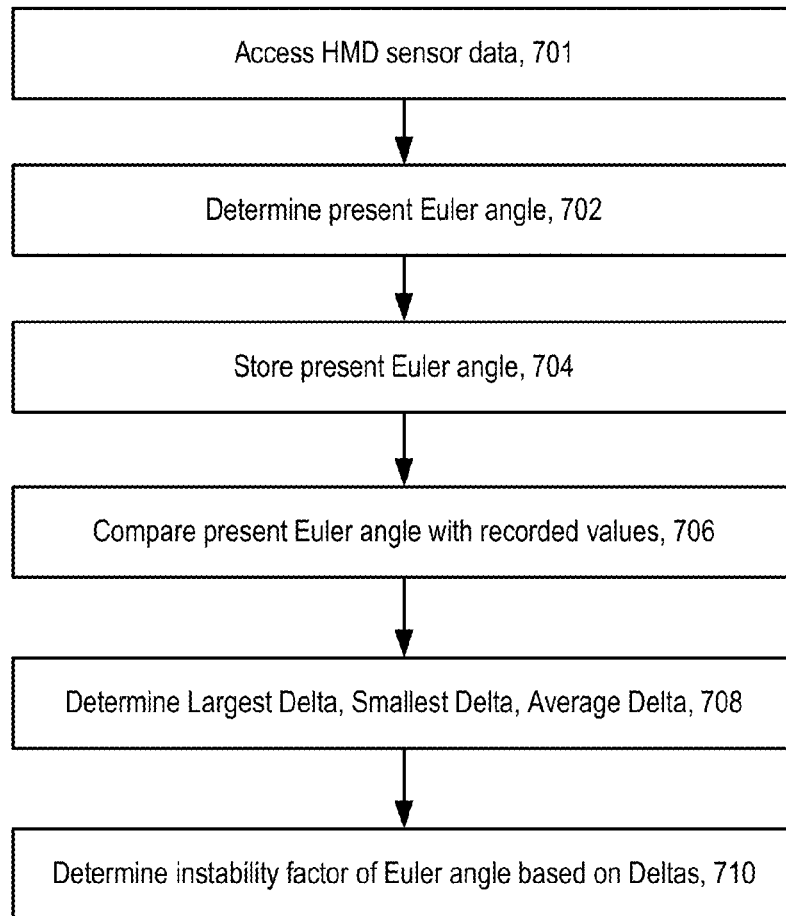 Access HMD sensor data, 701
Determine present Euler angle, 702
Store present Euler angle, 704
Compare present Euler angle with recorded values, 706
Determine Largest Delta, Smallest Delta, Average Delta, 708
Determine instability factor of Euler angle based on Deltas, 710